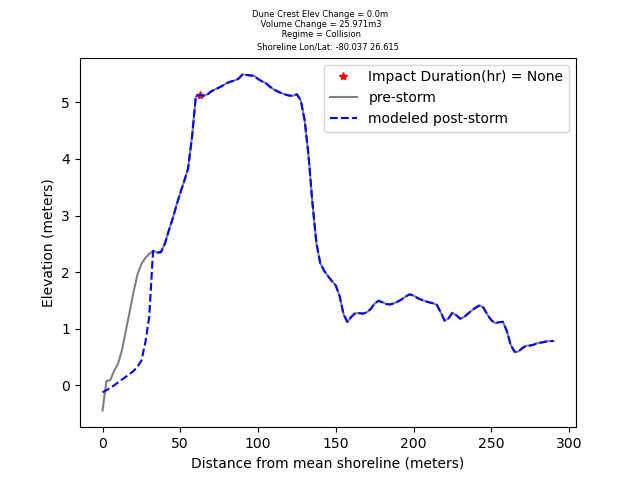 Dune Crest Elev Change = 0.0m
Volume Change = 25.971m3
Regime = Collision
Shoreline Lon/Lat: -80.037 26.615
Impact Duration(hr) = None
pre-storm
modeled post-storm
Elevation (meters)
5
4
3
2
1
0
0 50 100 150 200 250 300
Distance from mean shoreline (meters)